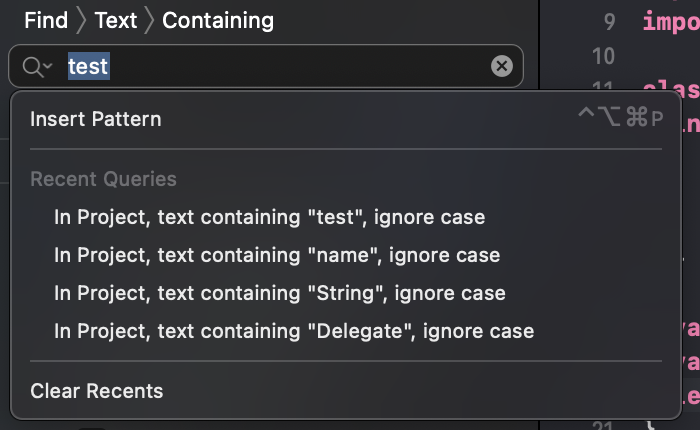 Find 〉 Text 〉 Containing
9 impo
10
test
11 clas
Insert Pattern ⌃⌥⌘P
Recent Queries
In Project, text containing "test", ignore case
In Project, text containing "name", ignore case
In Project, text containing "String", ignore case
In Project, text containing "Delegate", ignore case
Clear Recents
21 {